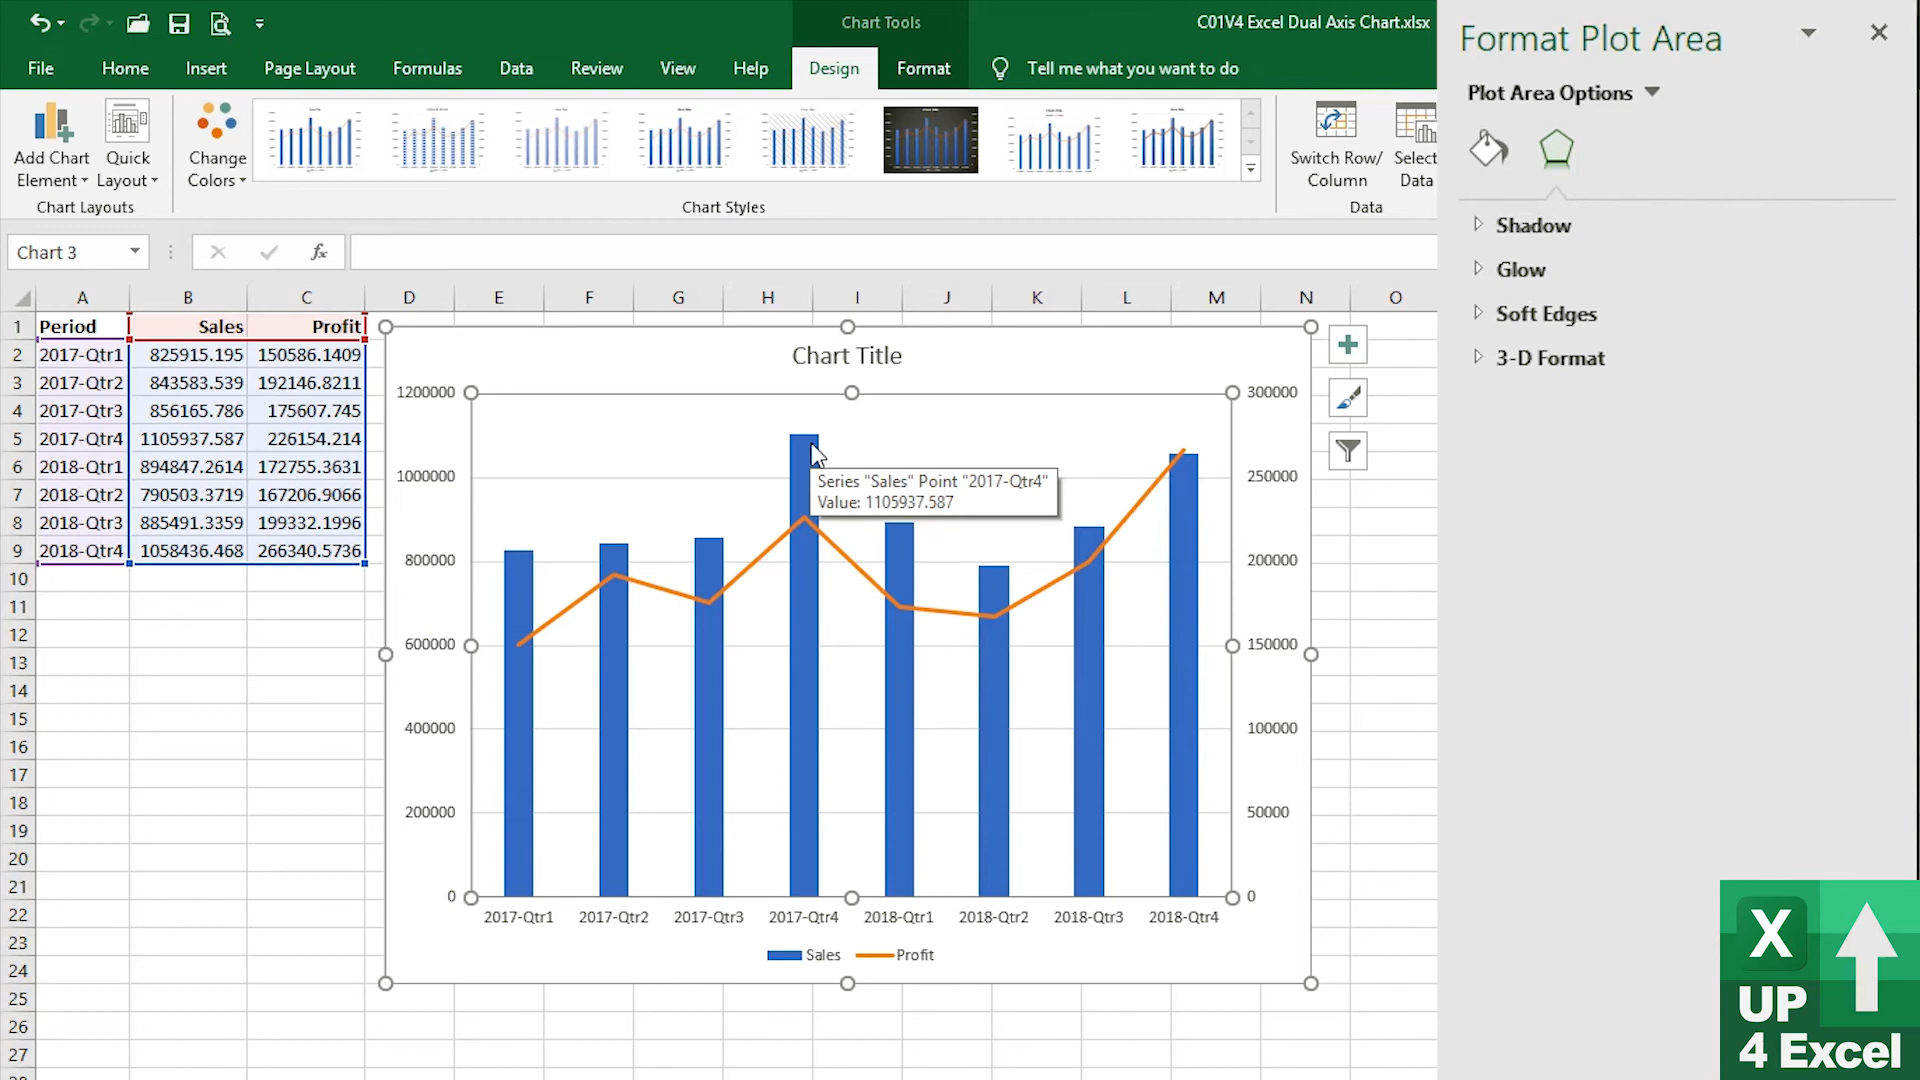 Chart Tools
C01V4 Excel Dual Axis Chart.xlsx
File Home Insert Page Layout Formulas Data Review View Help Design Format Tell me what you want to do
Add Chart Element
Quick Layout
Chart Layouts
Change Colors
Chart Styles
Switch Row/ Column
Select Data
Data
Chart 3
fx
A B C D E F G H I J K L M N O
1 Period Sales Profit
2 2017-Qtr1 825915.195 150586.1409
3 2017-Qtr2 843583.539 192146.8211
4 2017-Qtr3 856165.786 175607.745
5 2017-Qtr4 1105937.587 226154.214
6 2018-Qtr1 894847.2614 172755.3631
7 2018-Qtr2 790503.3719 167206.9066
8 2018-Qtr3 885491.3359 199332.1996
9 2018-Qtr4 1058436.468 266340.5736
10
11
12
13
14
15
16
17
18
19
20
21
22
23
24
25
26
27
Chart Title
1200000 300000
1000000 250000
800000 200000
600000 150000
400000 100000
200000 50000
0 0
Series "Sales" Point "2017-Qtr4"
Value: 1105937.587
2017-Qtr1 2017-Qtr2 2017-Qtr3 2017-Qtr4 2018-Qtr1 2018-Qtr2 2018-Qtr3 2018-Qtr4
Sales Profit
Format Plot Area
Plot Area Options
Shadow
Glow
Soft Edges
3-D Format
X
UP
4 Excel